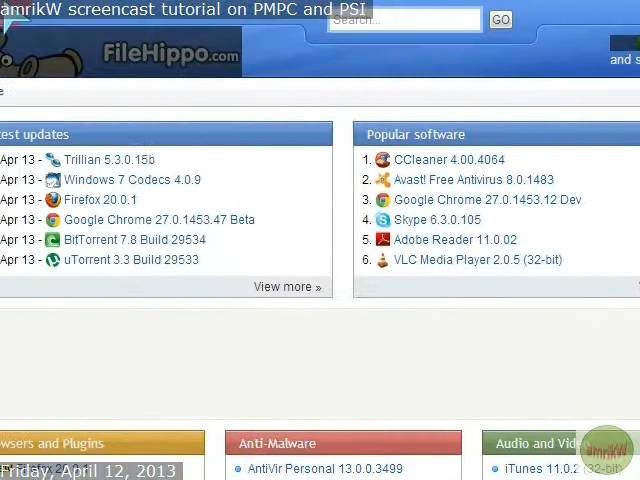 amrikW screencast tutorial on PMPC and PSI
Search...
GO
FileHippo.com
and s
e
test updates
Popular software
Apr 13 - Trillian 5.3.0.15b
Apr 13 - Windows 7 Codecs 4.0.9
Apr 13 - Firefox 20.0.1
Apr 13 - Google Chrome 27.0.1453.47 Beta
Apr 13 - BitTorrent 7.8 Build 29534
Apr 13 - uTorrent 3.3 Build 29533
View more »
1. CCleaner 4.00.4064
2. Avast! Free Antivirus 8.0.1483
3. Google Chrome 27.0.1453.12 Dev
4. Skype 6.3.0.105
5. Adobe Reader 11.0.02
6. VLC Media Player 2.0.5 (32-bit)
wsers and Plugins
Anti-Malware
Audio and Vide
amrikW
AntiVir Personal 13.0.0.3499
iTunes 11.0.2 (32-bit)
Friday, April 12, 2013